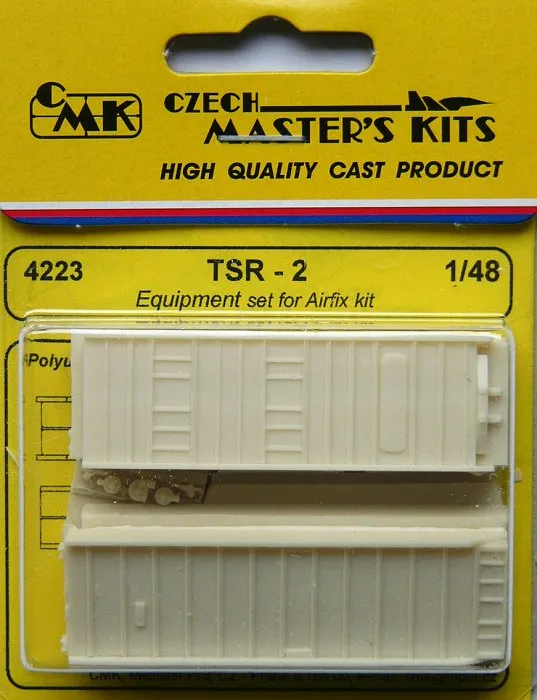 CMK
CZECH
MASTER'S KITS
HIGH QUALITY CAST PRODUCT
4223 TSR - 2 1/48
Equipment set for Airfix kit